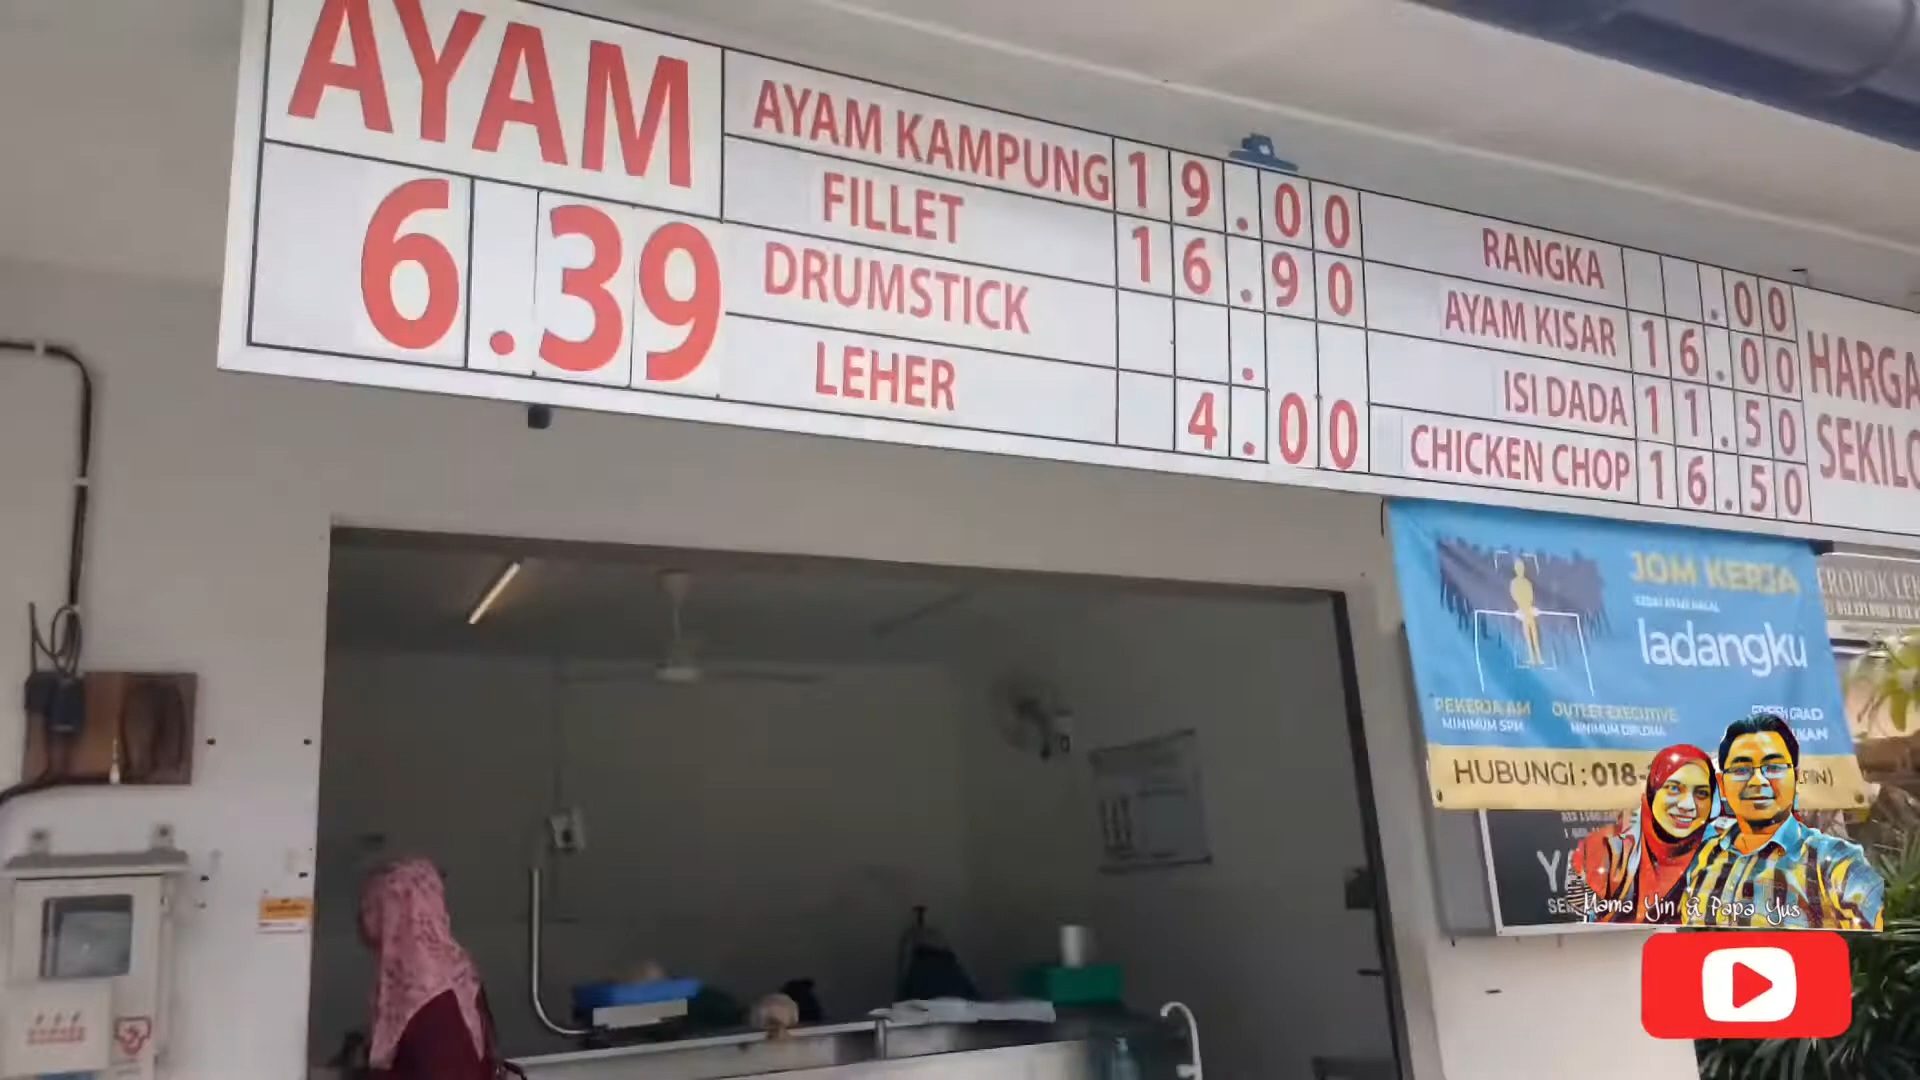 AYAM
6.39
AYAM KAMPUNG 19.00
FILLET 16.90
DRUMSTICK .
LEHER 4.00
RANGKA .00
AYAM KISAR 16.00
ISI DADA 11.50
CHICKEN CHOP 16.50
HARGA
SEKILO
JOM KERJA
ladangku
PEKERJA AM
MINIMUM SPM
OUTLET EXECUTIVE
MINIMUM DIPLOMA
HUBUNGI : 018-
Mama Yin & Papa Yus